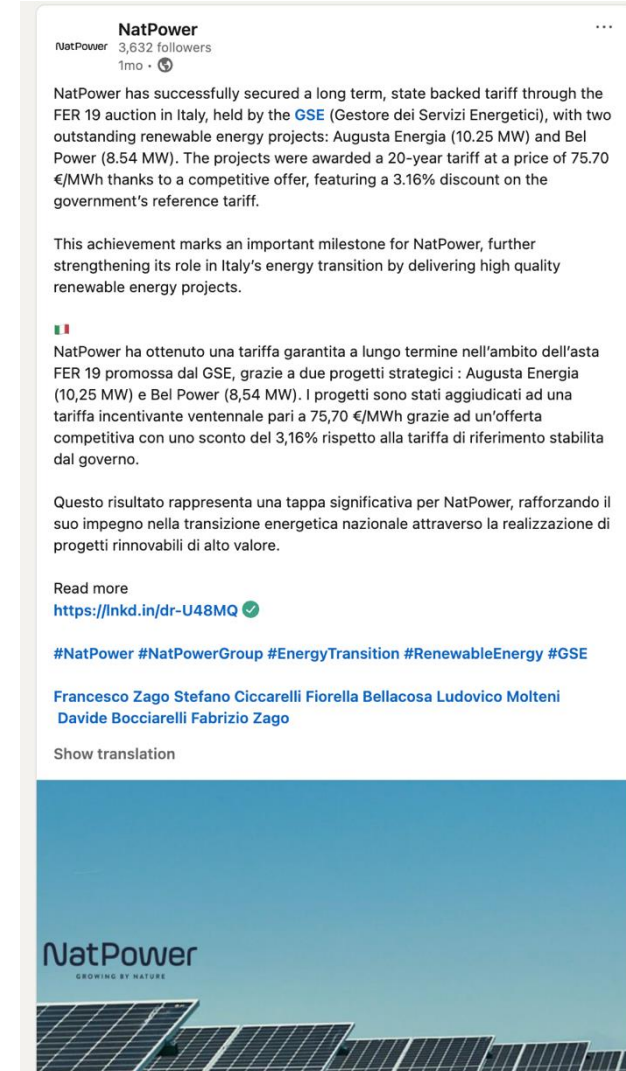 NatPower
NatPower
3,632 followers
1mo •
NatPower has successfully secured a long term, state backed tariff through the
FER 19 auction in Italy, held by the GSE (Gestore dei Servizi Energetici), with two
outstanding renewable energy projects: Augusta Energia (10.25 MW) and Bel
Power (8.54 MW). The projects were awarded a 20-year tariff at a price of 75.70
€/MWh thanks to a competitive offer, featuring a 3.16% discount on the
government's reference tariff.
This achievement marks an important milestone for NatPower, further
strengthening its role in Italy's energy transition by delivering high quality
renewable energy projects.
NatPower ha ottenuto una tariffa garantita a lungo termine nell'ambito dell'asta
FER 19 promossa dal GSE, grazie a due progetti strategici : Augusta Energia
(10,25 MW) e Bel Power (8,54 MW). I progetti sono stati aggiudicati ad una
tariffa incentivante ventennale pari a 75,70 €/MWh grazie ad un'offerta
competitiva con uno sconto del 3,16% rispetto alla tariffa di riferimento stabilita
dal governo.
Questo risultato rappresenta una tappa significativa per NatPower, rafforzando il
suo impegno nella transizione energetica nazionale attraverso la realizzazione di
progetti rinnovabili di alto valore.
Read more
https://lnkd.in/dr-U48MQ
#NatPower #NatPowerGroup #EnergyTransition #RenewableEnergy #GSE
Francesco Zago Stefano Ciccarelli Fiorella Bellacosa Ludovico Molteni
Davide Bocciarelli Fabrizio Zago
Show translation
NatPower
GROWING BY NATURE